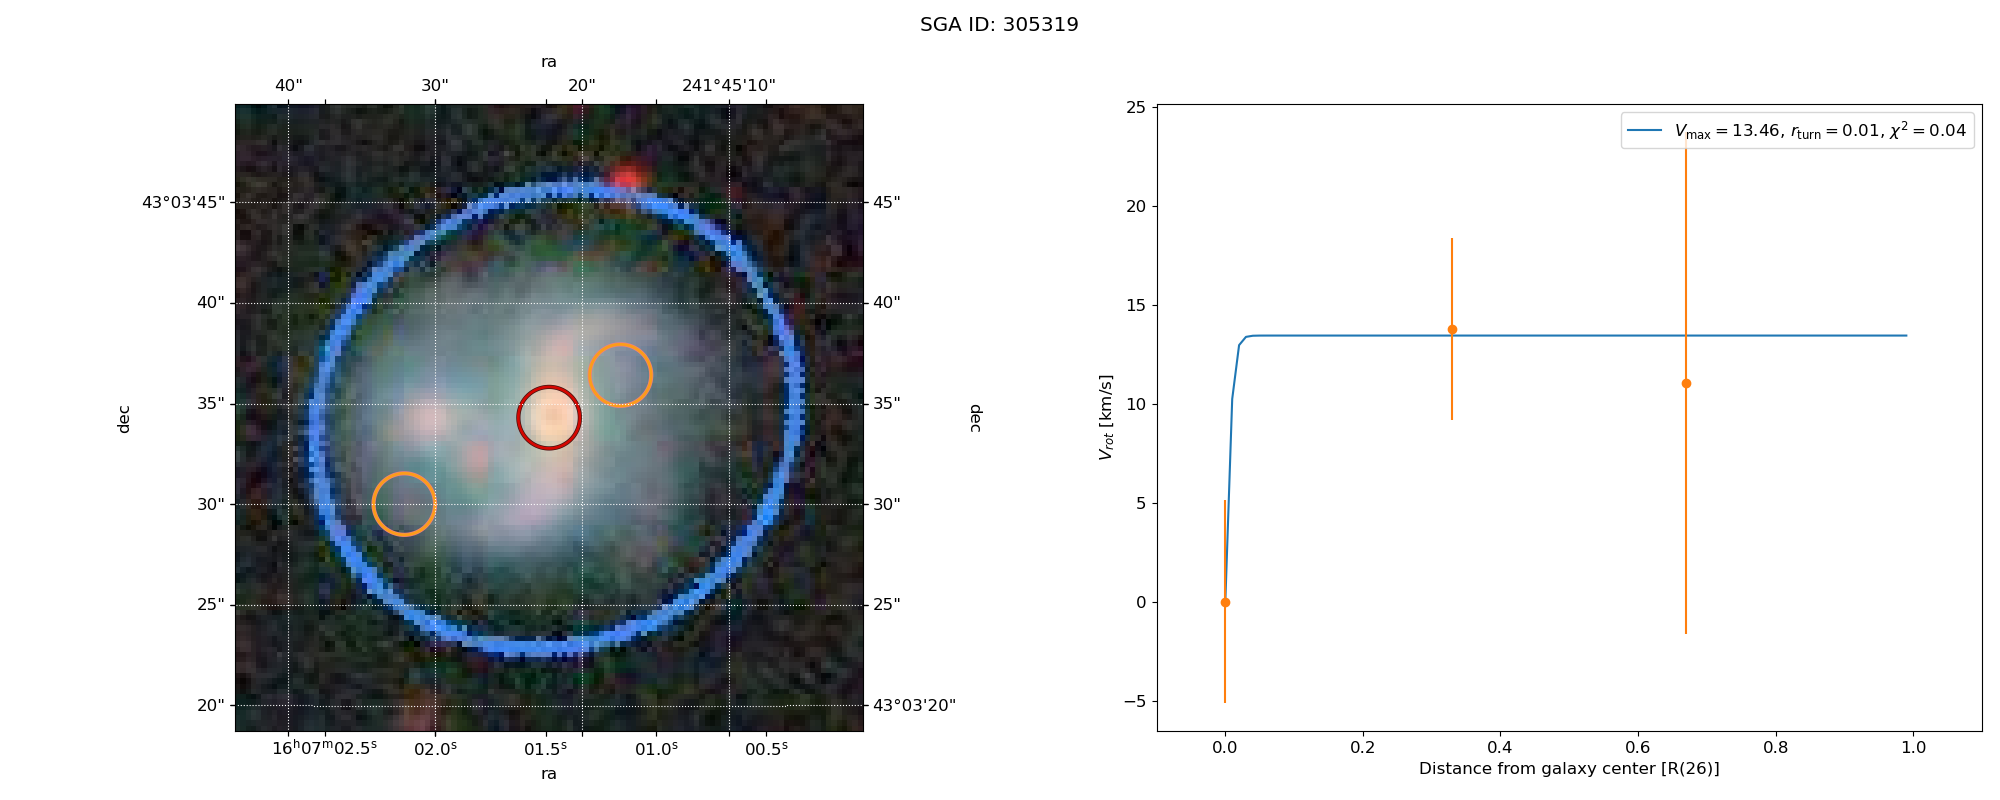 SGA ID: 305319
ra
40" 30" 20" 241°45'10"
43°03'45"
40"
35"
30"
25"
20"
dec
45"
40"
35"
30"
25"
43°03'20"
dec
16ʰ07ᵐ02.5ˢ 02.0ˢ 01.5ˢ 01.0ˢ 00.5ˢ
ra
25
20
15
10
5
0
−5
V_rot [km/s]
V_max = 13.46, r_turn = 0.01, χ² = 0.04
0.0 0.2 0.4 0.6 0.8 1.0
Distance from galaxy center [R(26)]